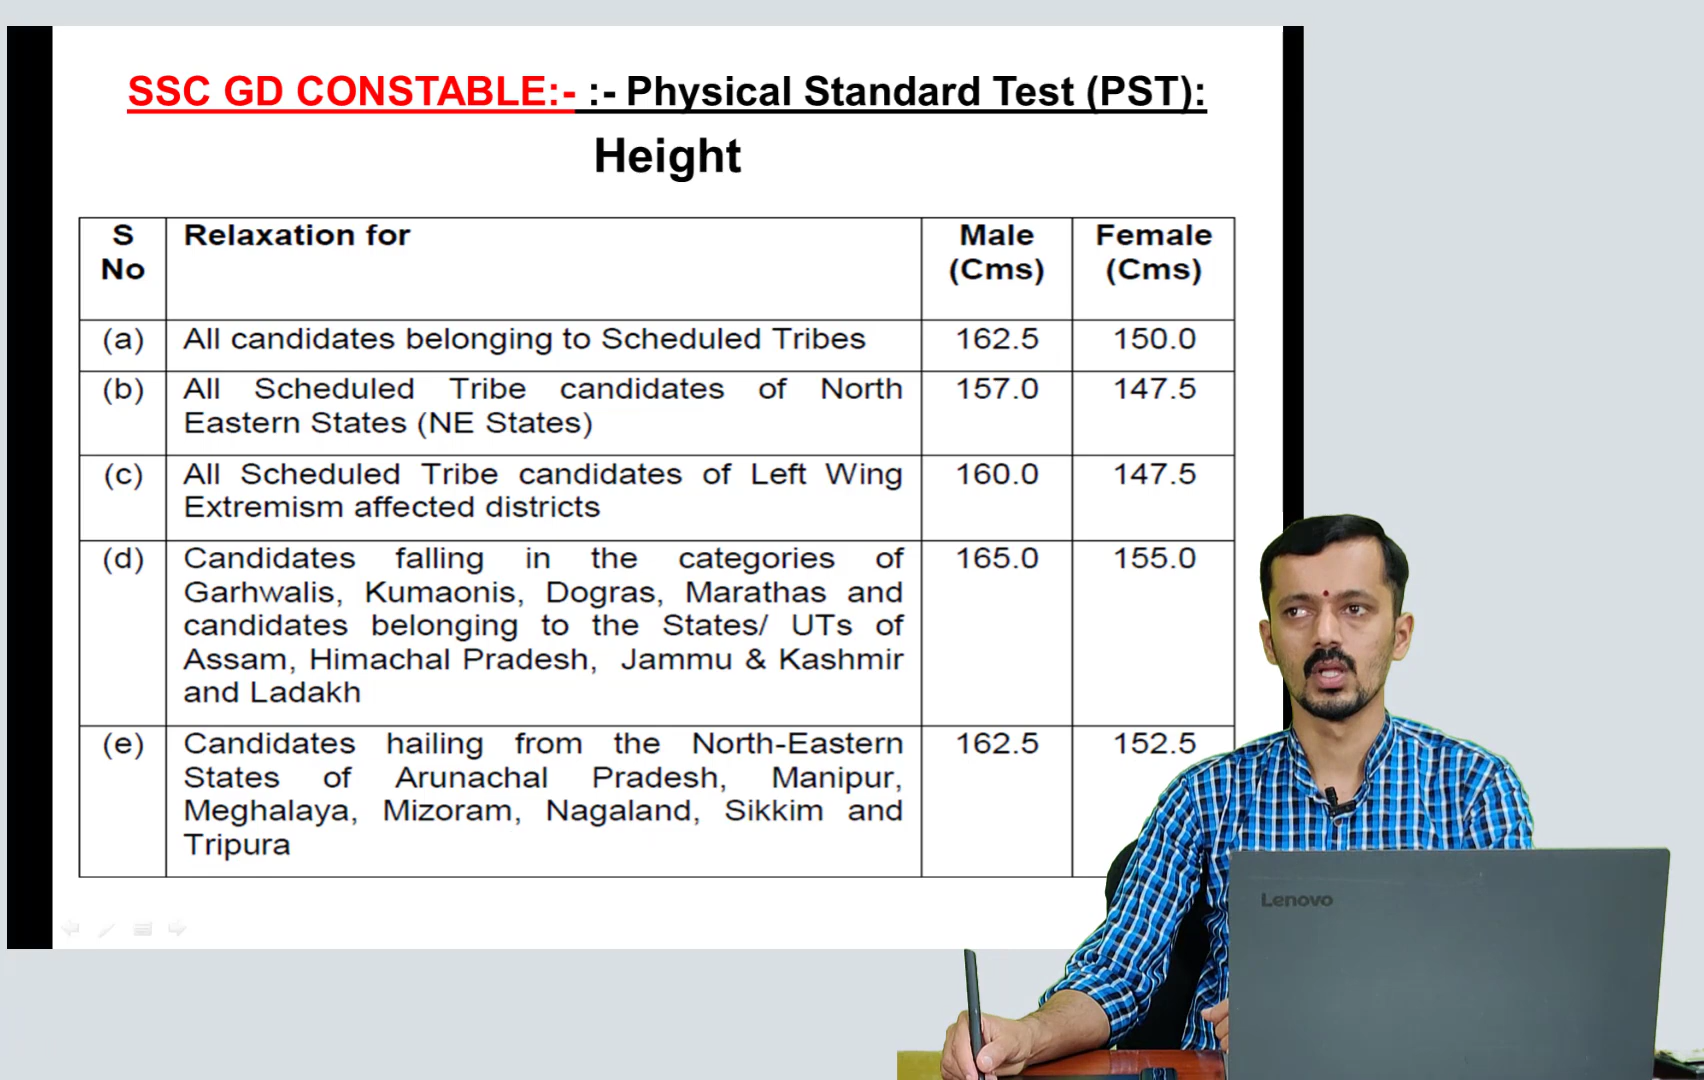 SSC GD CONSTABLE:- :- Physical Standard Test (PST):
Height
S No Relaxation for Male (Cms) Female (Cms)
(a) All candidates belonging to Scheduled Tribes 162.5 150.0
(b) All Scheduled Tribe candidates of North 157.0 147.5
Eastern States (NE States)
(c) All Scheduled Tribe candidates of Left Wing 160.0 147.5
Extremism affected districts
(d) Candidates falling in the categories of 165.0 155.0
Garhwalis, Kumaonis, Dogras, Marathas and
candidates belonging to the States/ UTs of
Assam, Himachal Pradesh, Jammu & Kashmir
and Ladakh
(e) Candidates hailing from the North-Eastern 162.5 152.5
States of Arunachal Pradesh, Manipur,
Meghalaya, Mizoram, Nagaland, Sikkim and
Tripura
Lenovo